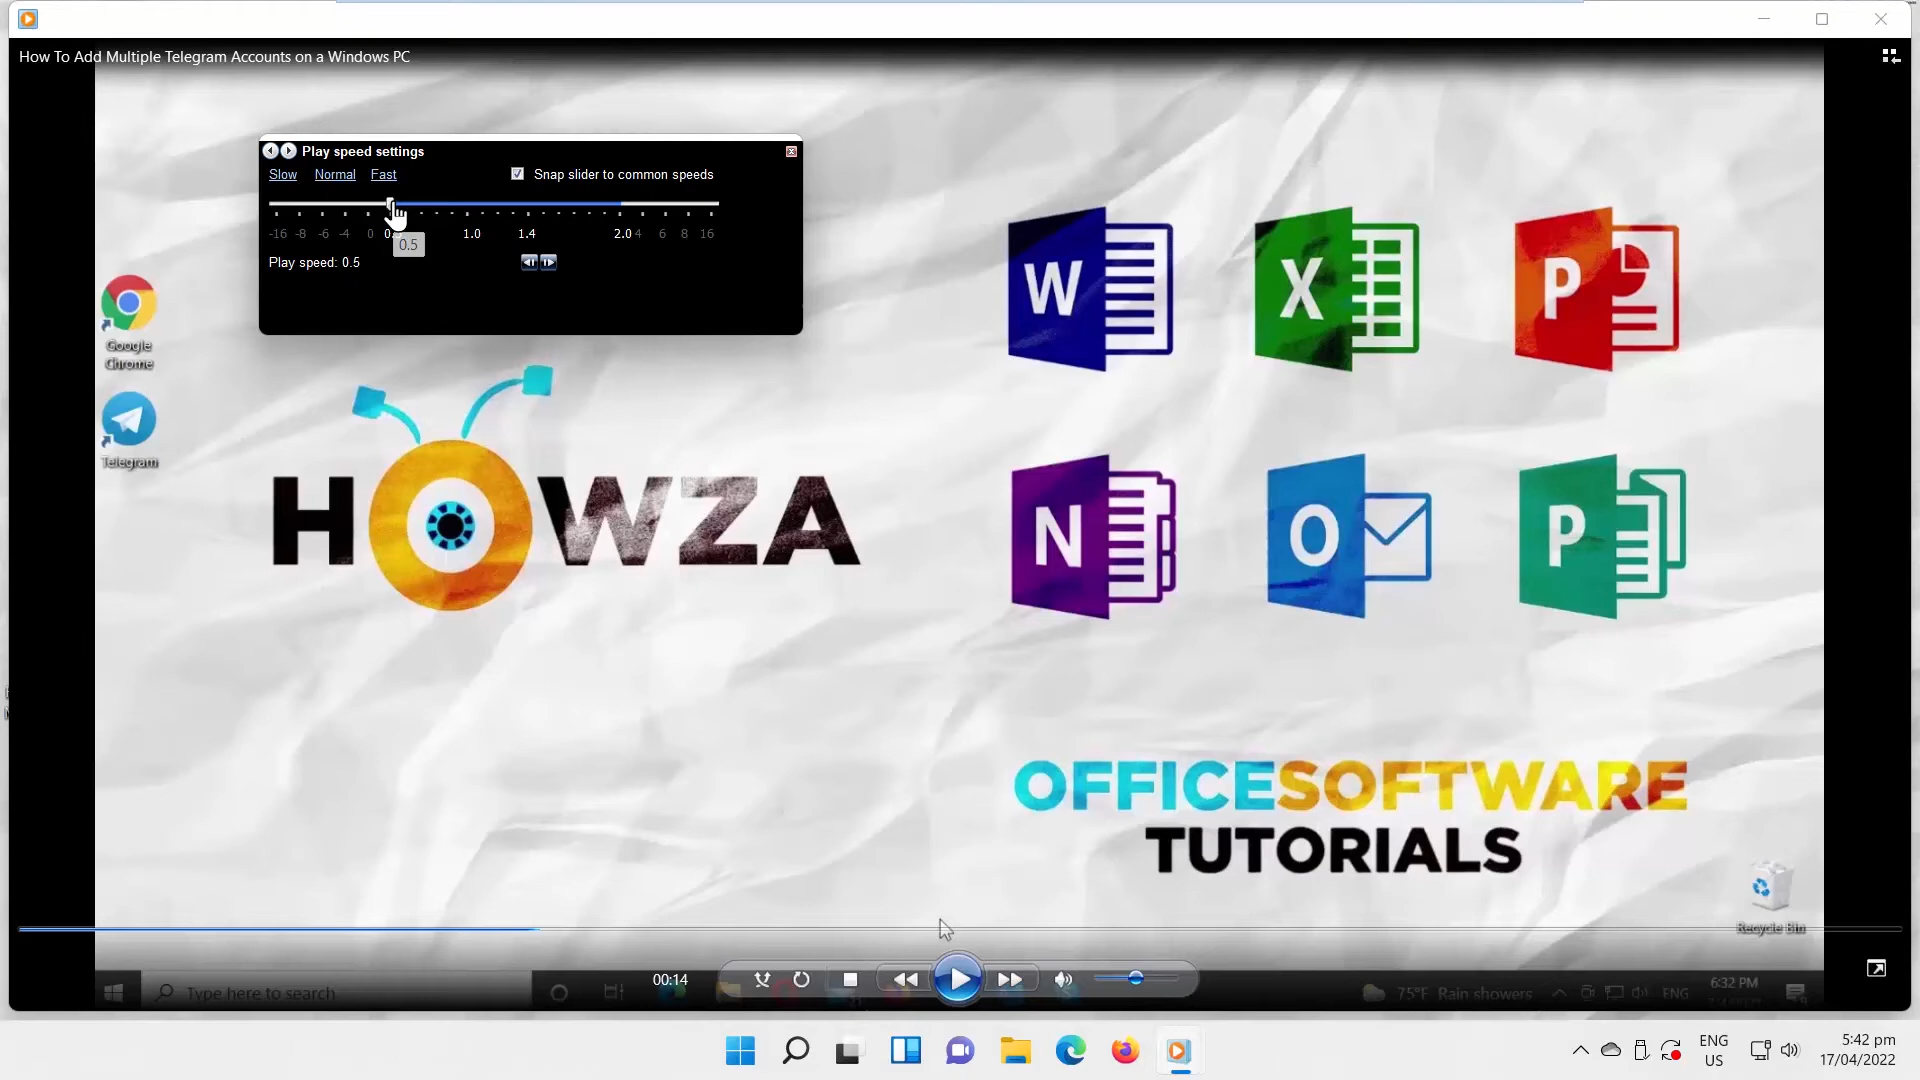 How To Add Multiple Telegram Accounts on a Windows PC
Play speed settings
Slow Normal Fast
Snap slider to common speeds
-16 -8 -6 -4 0 1.0 1.4 2.0 4 6 8 16
0.5
Play speed: 0.5
W
X
P
Google
Chrome
Telegram
HOWZA
N
O
P
OFFICESOFTWARE
TUTORIALS
Recycle Bin
00:14
Type here to search
75°F Rain showers
ENG
6:32 PM
ENG
US
5:42 pm
17/04/2022